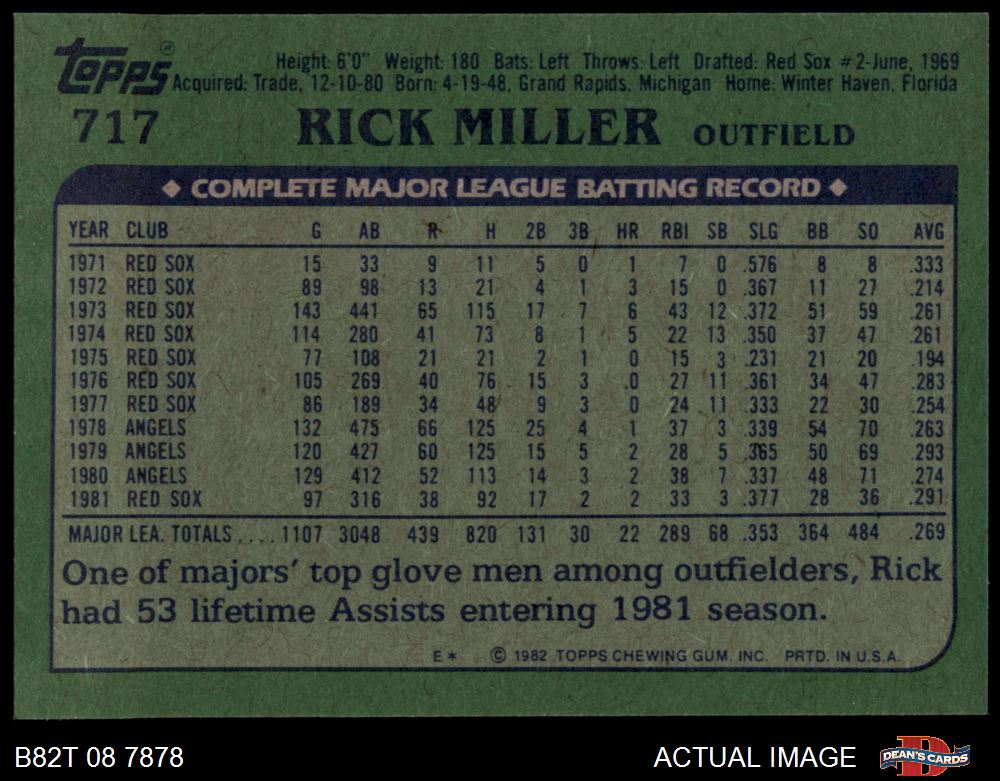 Topps®
Height: 6'0" Weight: 180 Bats: Left Throws: Left Drafted: Red Sox #2-June, 1969
Acquired: Trade, 12-10-80 Born: 4-19-48, Grand Rapids, Michigan Home: Winter Haven, Florida
717 RICK MILLER OUTFIELD
◆ COMPLETE MAJOR LEAGUE BATTING RECORD ◆
YEAR CLUB G AB R H 2B 3B HR RBI SB SLG BB SO AVG
1971 RED SOX 15 33 9 11 5 0 1 7 0 .576 8 8 .333
1972 RED SOX 89 98 13 21 4 1 3 15 0 .367 11 27 .214
1973 RED SOX 143 441 65 115 17 7 6 43 12 .372 51 59 .261
1974 RED SOX 114 280 41 73 8 1 5 22 13 .350 37 47 .261
1975 RED SOX 77 108 21 21 2 1 0 15 3 .231 21 20 .194
1976 RED SOX 105 269 40 76 15 3 0 27 11 .361 34 47 .283
1977 RED SOX 86 189 34 48 9 3 0 24 11 .333 22 30 .254
1978 ANGELS 132 475 66 125 25 4 1 37 3 .339 54 70 .263
1979 ANGELS 120 427 60 125 15 5 2 28 5 .365 50 69 .293
1980 ANGELS 129 412 52 113 14 3 2 38 7 .337 48 71 .274
1981 RED SOX 97 316 38 92 17 2 2 33 3 .377 28 36 .291
MAJOR LEA. TOTALS.... 1107 3048 439 820 131 30 22 289 68 .353 364 484 .269
One of majors' top glove men among outfielders, Rick
had 53 lifetime Assists entering 1981 season.
E* © 1982 TOPPS CHEWING GUM, INC. PRTD. IN U.S.A.
B82T 08 7878 ACTUAL IMAGE DEAN'S CARDS